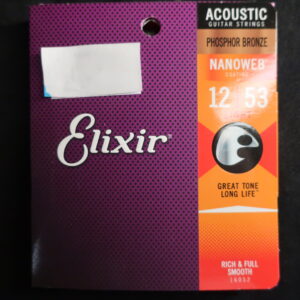 ACOUSTIC
GUITAR STRINGS
PHOSPHOR BRONZE
NANOWEB
COATING
12 53
Elixir
GREAT TONE
LONG LIFE
RICH & FULL
SMOOTH
16052